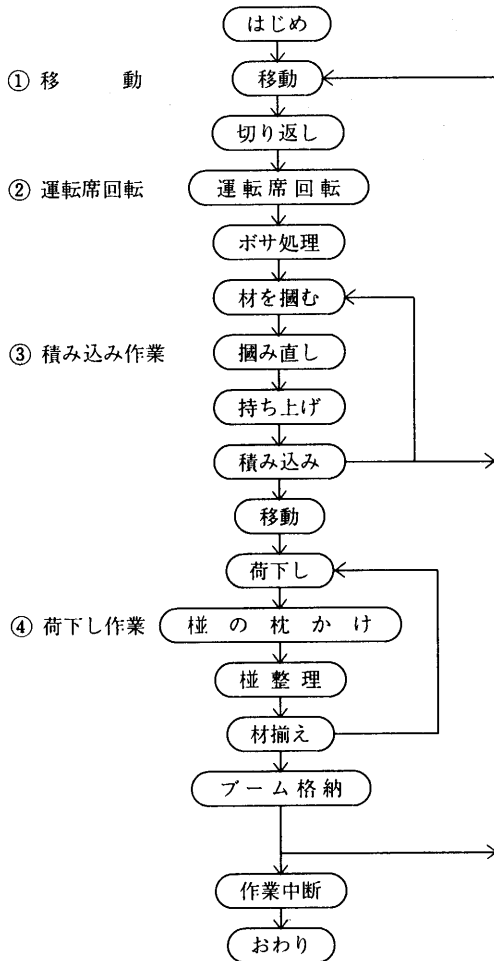 はじめ
① 移 動
移動
切り返し
② 運転席回転
運転席回転
ボサ処理
材を摑む
③ 積み込み作業
摑み直し
持ち上げ
積み込み
移動
荷下し
④ 荷下し作業
椪の枕かけ
椪整理
材揃え
ブーム格納
作業中断
おわり